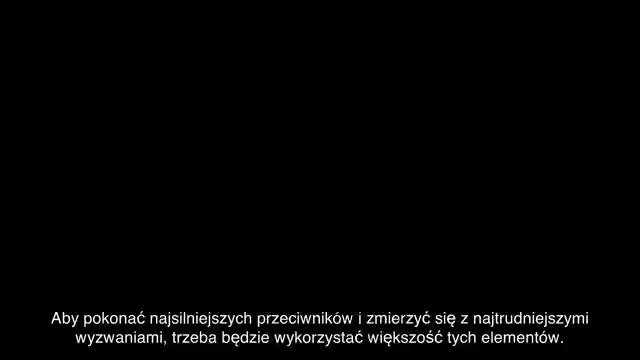 Aby pokonać najsilniejszych przeciwników i zmierzyć się z najtrudniejszymi
wyzwaniami, trzeba będzie wykorzystać większość tych elementów.